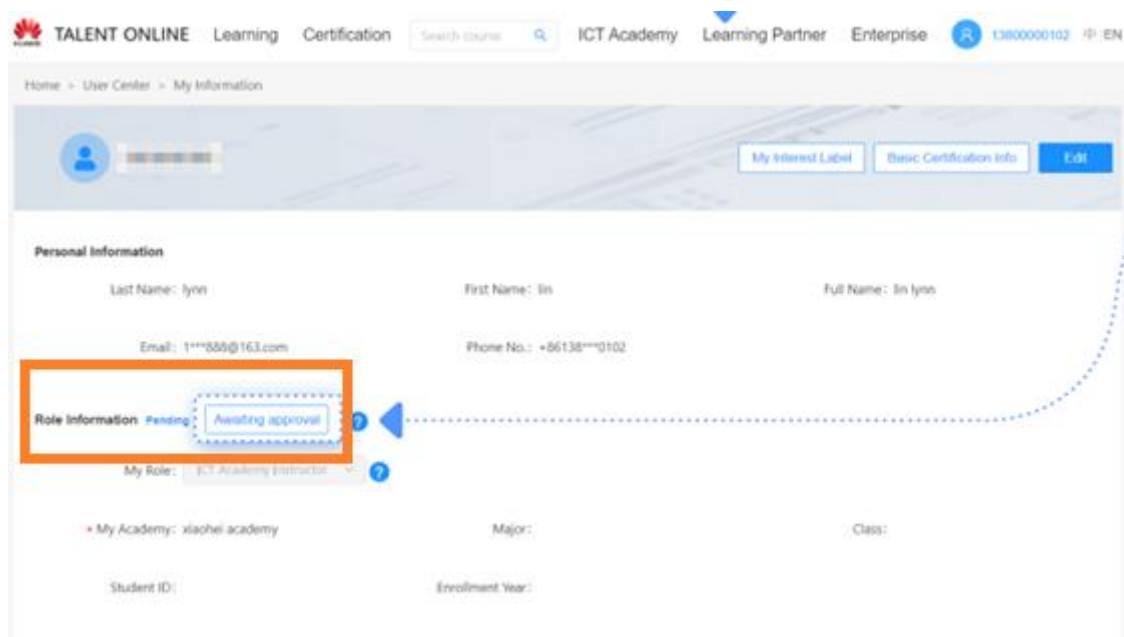 TALENT ONLINE Learning Certification Search course ICT Academy Learning Partner Enterprise 13800000102 中 EN
Home > User Center > My Information
My Interest Label Basic Certification Info Edit
Personal Information
Last Name: lynn First Name: lin Full Name: lin lynn
Email: 1***888@163.com Phone No.: +86138***0102
Role Information Pending Awaiting approval ?
My Role: ICT Academy Instructor ?
* My Academy: xiaohei academy Major: Class:
Student ID: Enrollment Year: